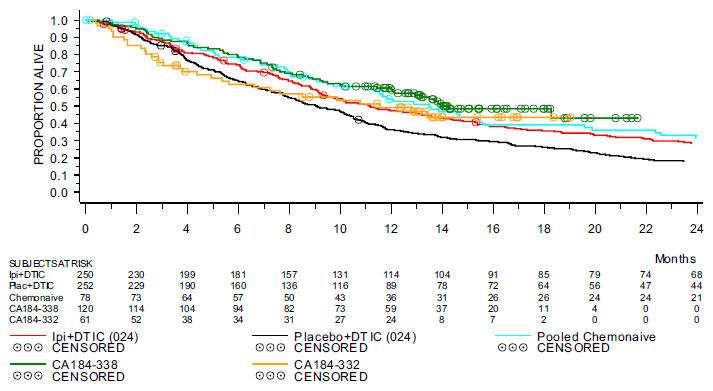 PROPORTION ALIVE
1.0
0.9
0.8
0.7
0.6
0.5
0.4
0.3
0.2
0.1
0.0
0 2 4 6 8 10 12 14 16 18 20 22 24
Months
SUBJECTSATRISK
Ipi+DTIC 250 230 199 181 157 131 114 104 91 85 79 74 68
Plac+DTIC 252 229 190 160 136 116 89 78 72 64 56 47 44
Chemonaive 78 73 64 57 50 43 36 31 26 26 24 24 21
CA184-338 120 114 104 94 82 73 59 37 20 11 4 0 0
CA184-332 61 52 38 34 31 27 24 8 7 2 0 0 0
Ipi+DTIC (024) Placebo+DTIC (024) Pooled Chemonaive
CENSORED CENSORED CENSORED
CA184-338 CA184-332
CENSORED CENSORED